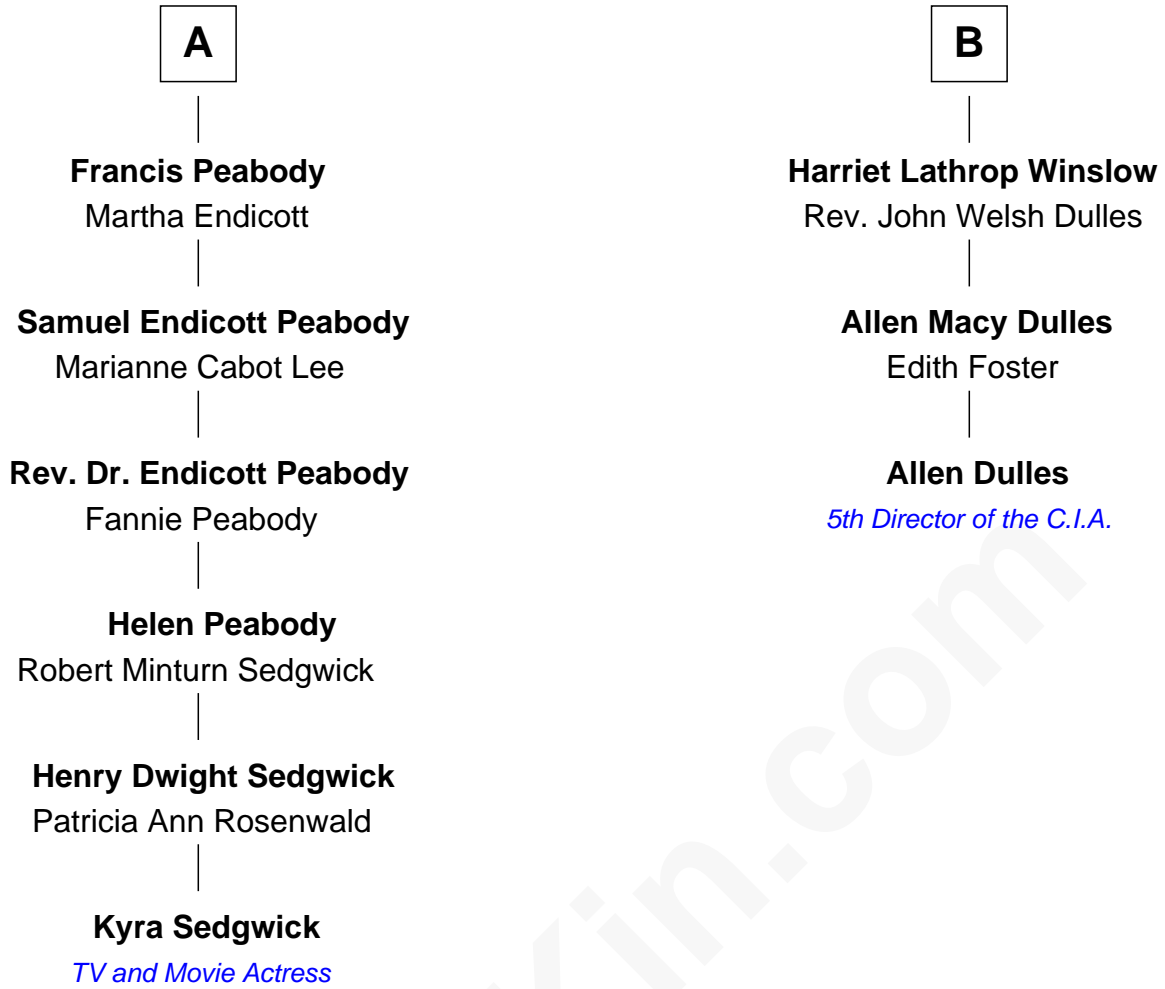 A
Francis Peabody
Martha Endicott
Samuel Endicott Peabody
Marianne Cabot Lee
Rev. Dr. Endicott Peabody
Fannie Peabody
Helen Peabody
Robert Minturn Sedgwick
Henry Dwight Sedgwick
Patricia Ann Rosenwald
Kyra Sedgwick
TV and Movie Actress
B
Harriet Lathrop Winslow
Rev. John Welsh Dulles
Allen Macy Dulles
Edith Foster
Allen Dulles
5th Director of the C.I.A.
Kin.com